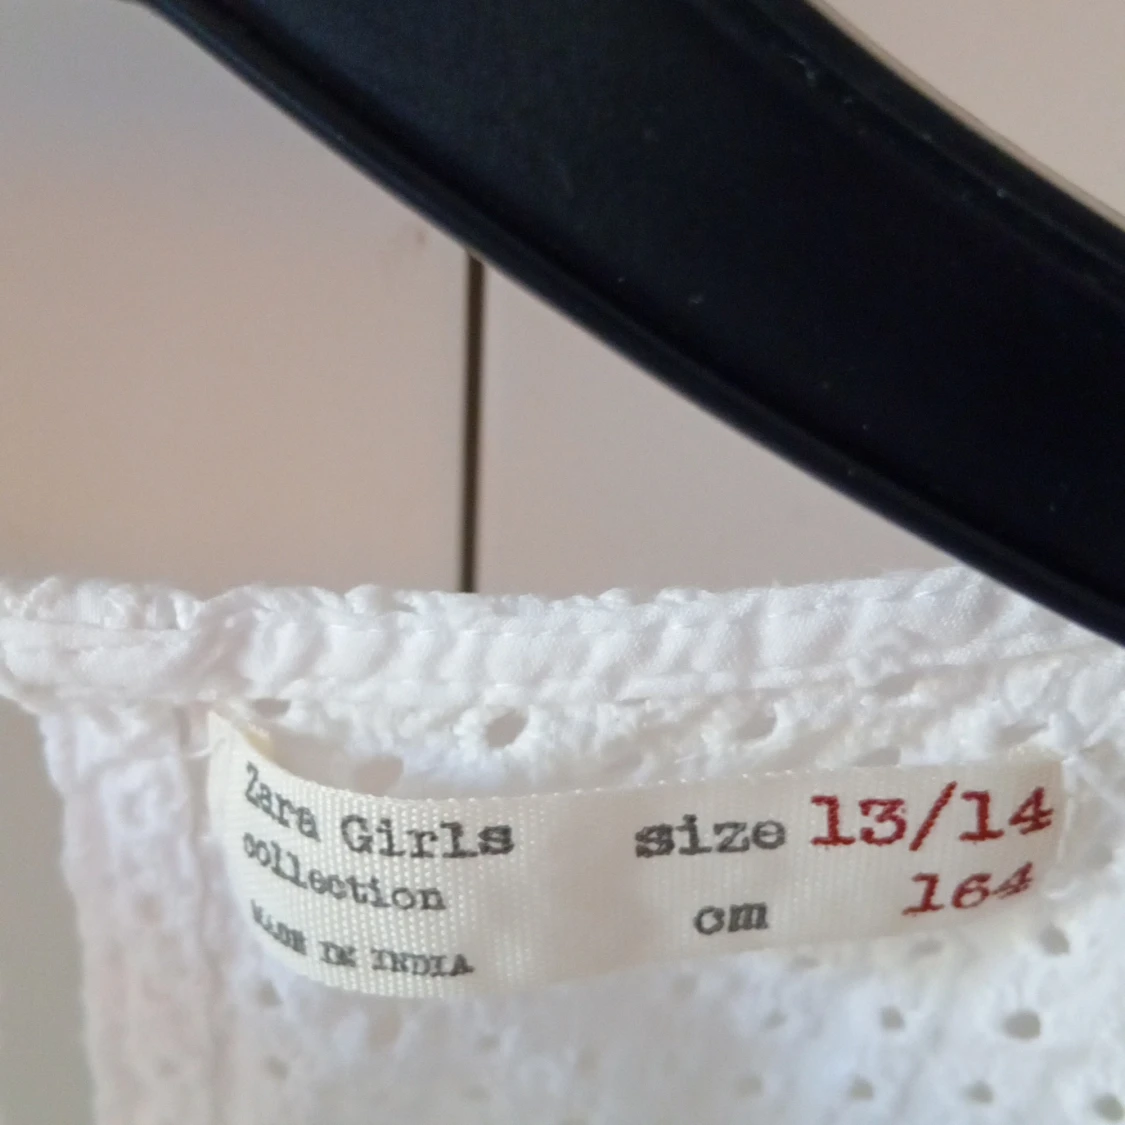 Zara Girls
collection
MADE IN INDIA
size 13/14
cm 164